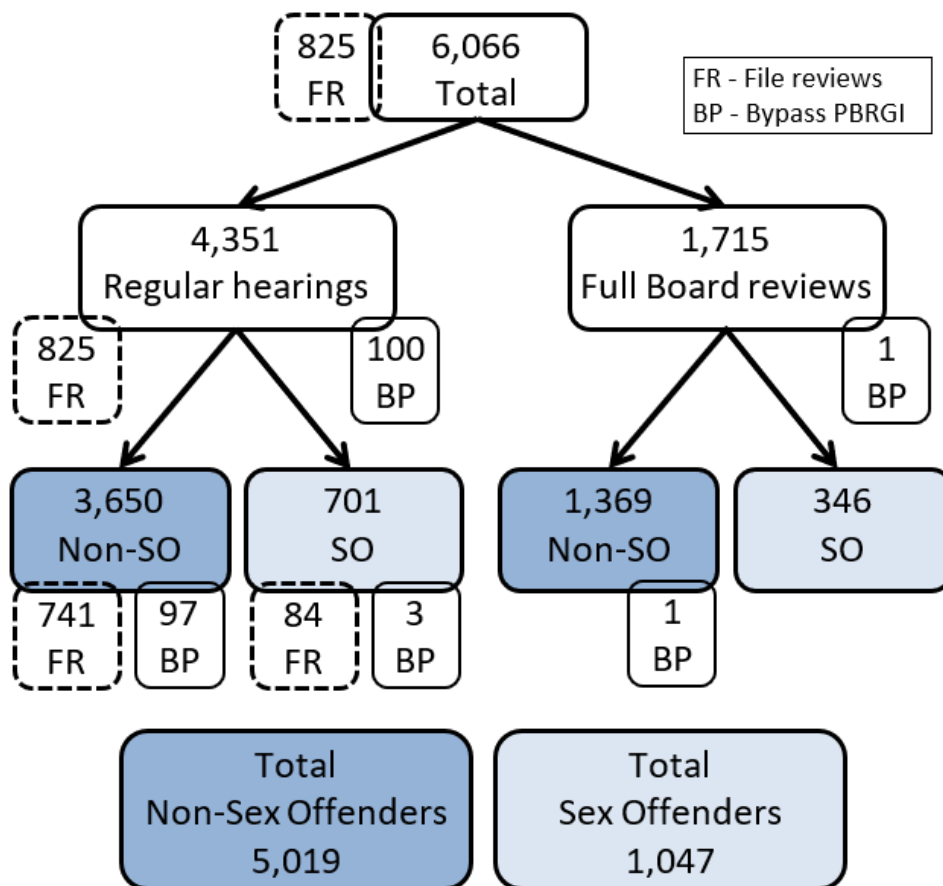 825
FR
6,066
Total
FR - File reviews
BP - Bypass PBRGI
4,351
Regular hearings
1,715
Full Board reviews
825
FR
100
BP
1
BP
3,650
Non-SO
701
SO
1,369
Non-SO
346
SO
741
FR
97
BP
84
FR
3
BP
1
BP
Total
Non-Sex Offenders
5,019
Total
Sex Offenders
1,047